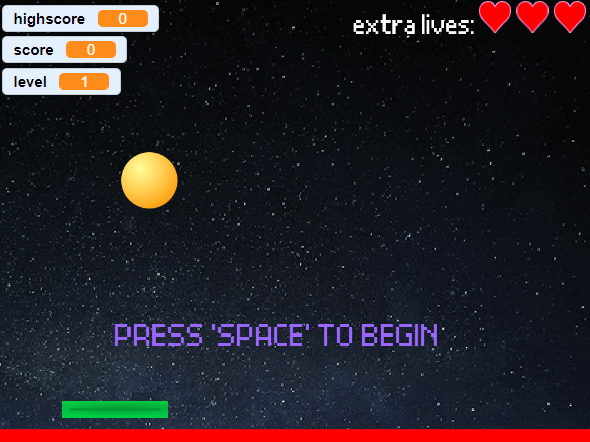 highscore 0
extra lives:
score 0
level 1
PRESS 'SPACE' TO BEGIN